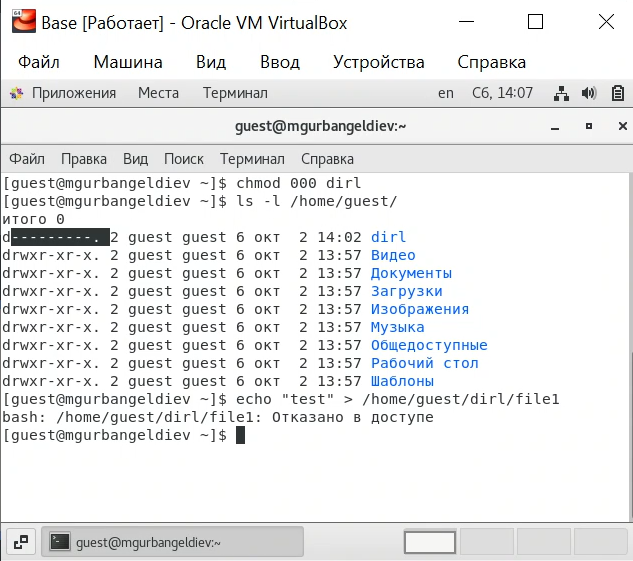 Base [Работает] - Oracle VM VirtualBox
Файл Машина Вид Ввод Устройства Справка
Приложения Места Терминал en Сб, 14:07
guest@mgurbangeldiev:~
Файл Правка Вид Поиск Терминал Справка
[guest@mgurbangeldiev ~]$ chmod 000 dirl
[guest@mgurbangeldiev ~]$ ls -l /home/guest/
итого 0
d---------. 2 guest guest 6 окт  2 14:02 dirl
drwxr-xr-x. 2 guest guest 6 окт  2 13:57 Видео
drwxr-xr-x. 2 guest guest 6 окт  2 13:57 Документы
drwxr-xr-x. 2 guest guest 6 окт  2 13:57 Загрузки
drwxr-xr-x. 2 guest guest 6 окт  2 13:57 Изображения
drwxr-xr-x. 2 guest guest 6 окт  2 13:57 Музыка
drwxr-xr-x. 2 guest guest 6 окт  2 13:57 Общедоступные
drwxr-xr-x. 2 guest guest 6 окт  2 13:57 Рабочий стол
drwxr-xr-x. 2 guest guest 6 окт  2 13:57 Шаблоны
[guest@mgurbangeldiev ~]$ echo "test" > /home/guest/dirl/file1
bash: /home/guest/dirl/file1: Отказано в доступе
[guest@mgurbangeldiev ~]$
guest@mgurbangeldiev:~